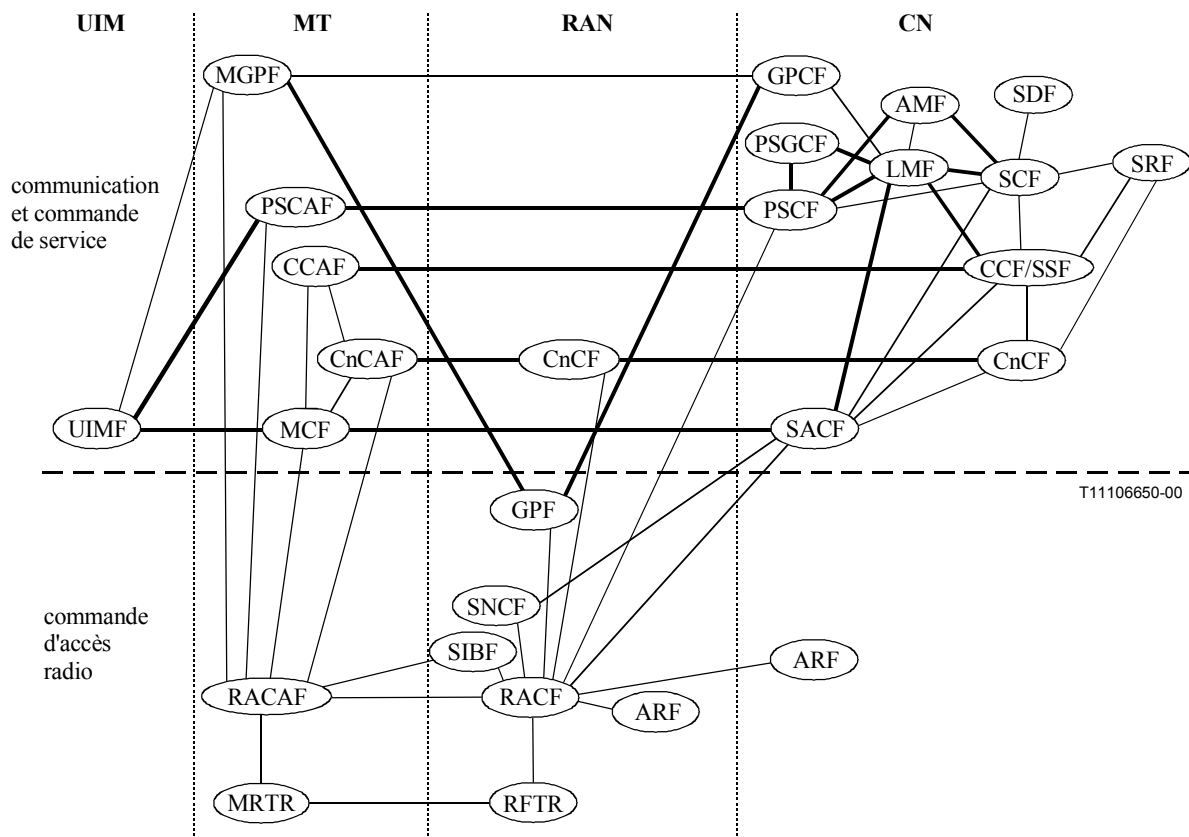 UIM
MT
RAN
CN
MGPF
GPCF
AMF
SDF
PSGCF
LMF
SCF
SRF
communication
et commande
de service
PSCAF
PSCF
CCAF
CCF/SSF
CnCAF
CnCF
CnCF
UIMF
MCF
SACF
T11106650-00
GPF
commande
d'accès
radio
SNCF
SIBF
ARF
RACAF
RACF
ARF
MRTR
RFTR